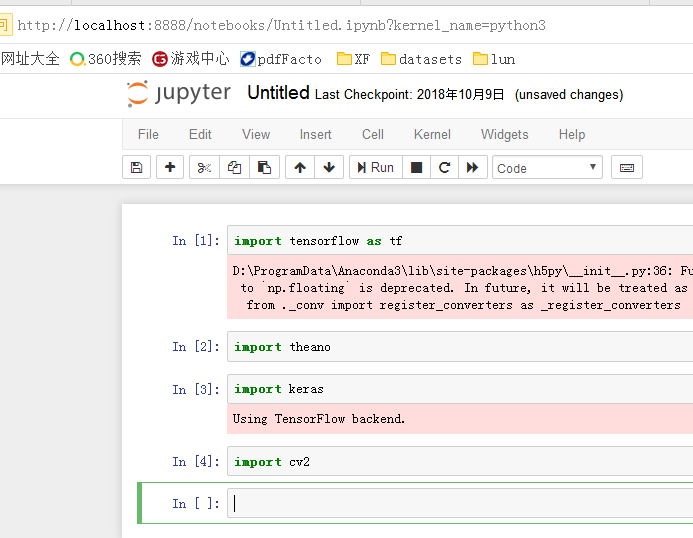 问 http://localhost:8888/notebooks/Untitled.ipynb?kernel_name=python3
网址大全 360搜索 游戏中心 pdfFacto XF datasets lun
jupyter Untitled Last Checkpoint: 2018年10月9日 (unsaved changes)
File Edit View Insert Cell Kernel Widgets Help
Run Code
In [1]: import tensorflow as tf
D:\ProgramData\Anaconda3\lib\site-packages\h5py\__init__.py:36: Fu
to `np.floating` is deprecated. In future, it will be treated as
from ._conv import register_converters as _register_converters
In [2]: import theano
In [3]: import keras
Using TensorFlow backend.
In [4]: import cv2
In [ ]: